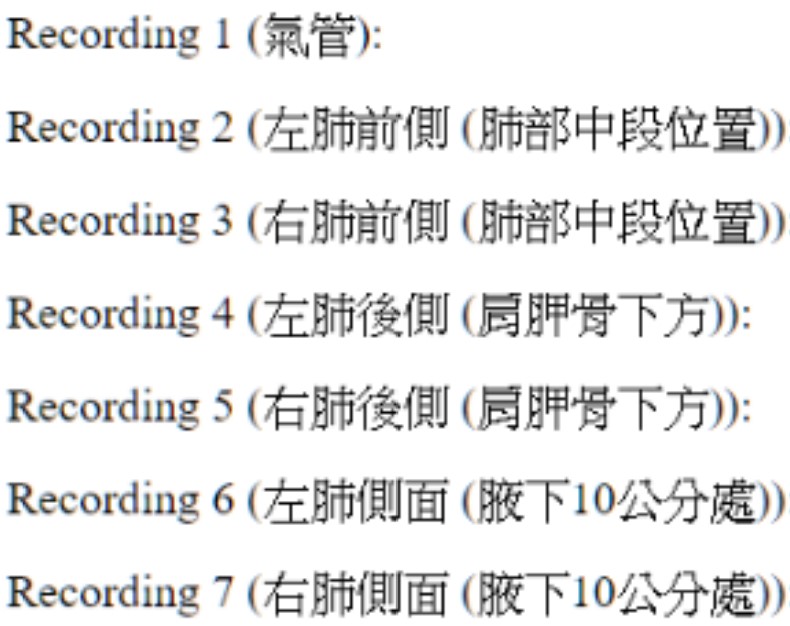 Recording 1 (氣管):
Recording 2 (左肺前側 (肺部中段位置)):
Recording 3 (右肺前側 (肺部中段位置)):
Recording 4 (左肺後側 (肩胛骨下方)):
Recording 5 (右肺後側 (肩胛骨下方)):
Recording 6 (左肺側面 (腋下10公分處)):
Recording 7 (右肺側面 (腋下10公分處))